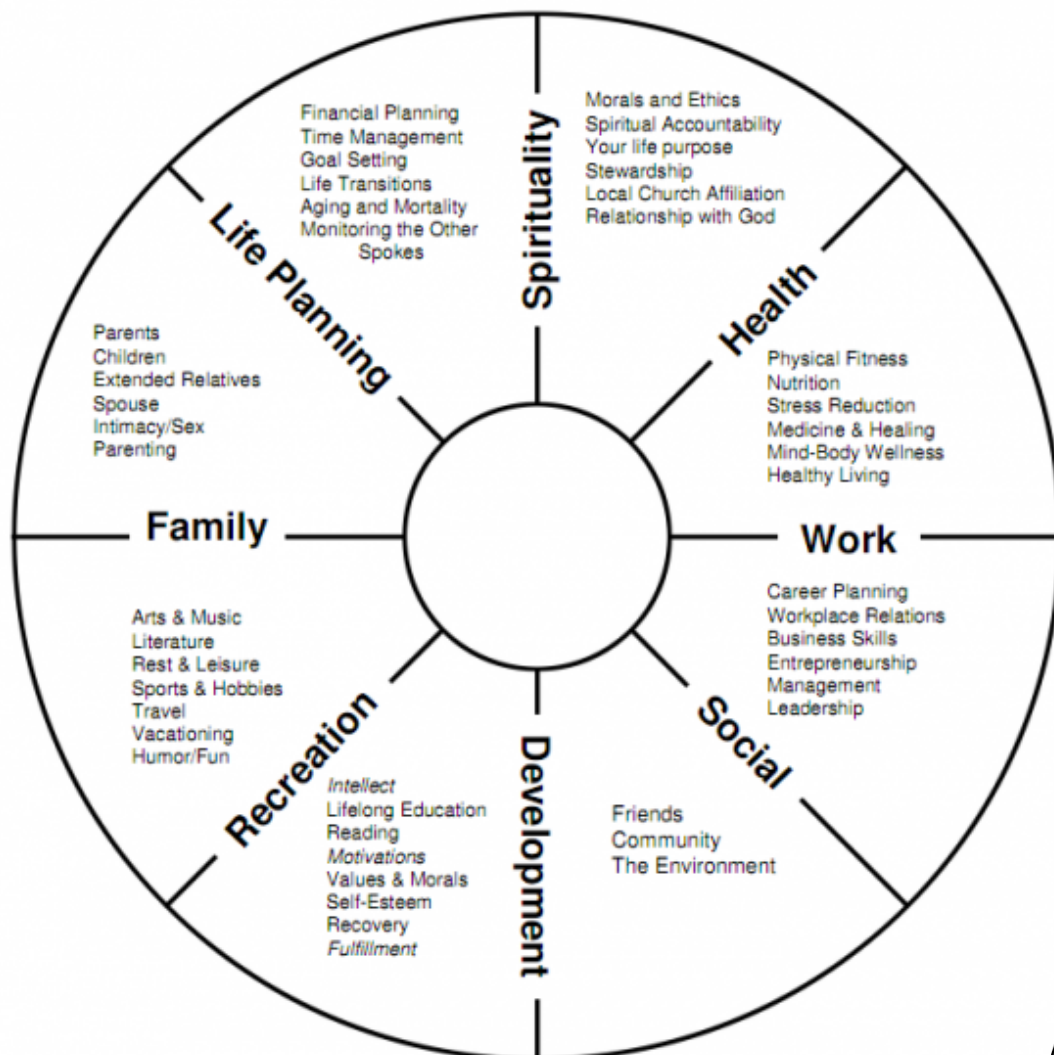 Spirituality
Morals and Ethics
Spiritual Accountability
Your life purpose
Stewardship
Local Church Affiliation
Relationship with God
Health
Physical Fitness
Nutrition
Stress Reduction
Medicine & Healing
Mind-Body Wellness
Healthy Living
Work
Career Planning
Workplace Relations
Business Skills
Entrepreneurship
Management
Leadership
Social
Friends
Community
The Environment
Development
Intellect
Lifelong Education
Reading
Motivations
Values & Morals
Self-Esteem
Recovery
Fulfillment
Recreation
Arts & Music
Literature
Rest & Leisure
Sports & Hobbies
Travel
Vacationing
Humor/Fun
Family
Parents
Children
Extended Relatives
Spouse
Intimacy/Sex
Parenting
Life Planning
Financial Planning
Time Management
Goal Setting
Life Transitions
Aging and Mortality
Monitoring the Other
Spokes